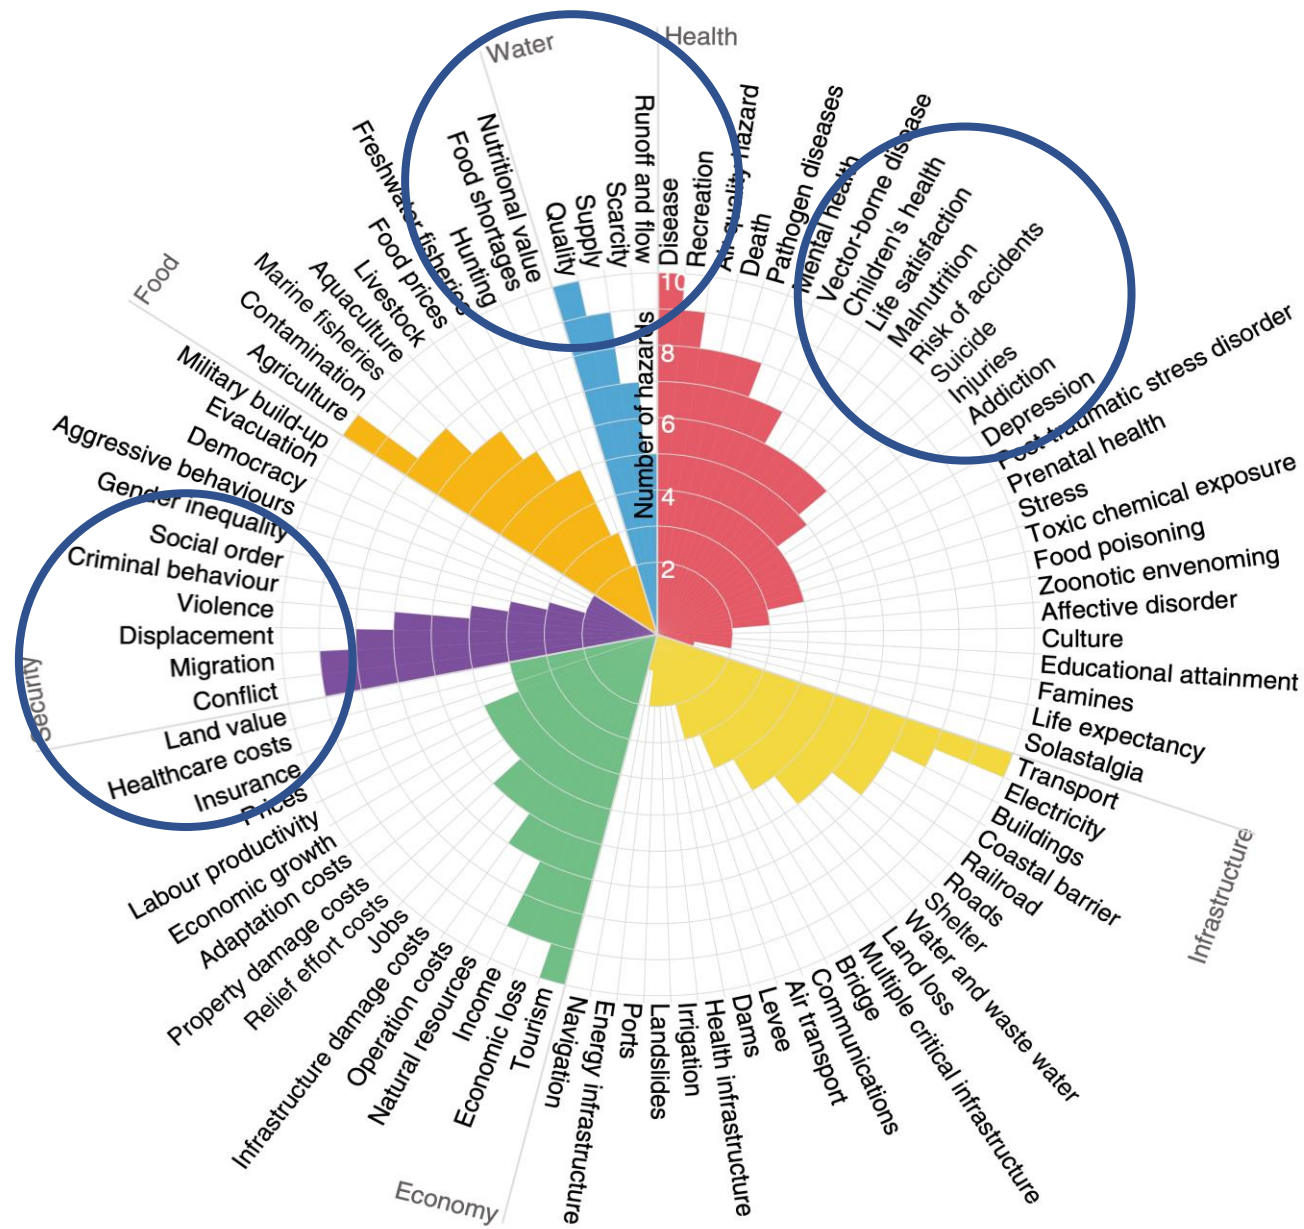 Health
Disease
Recreation
Air quality hazard
Death
Pathogen diseases
Mental health
Vector-borne disease
Children's health
Life satisfaction
Malnutrition
Risk of accidents
Suicide
Injuries
Addiction
Depression
Post traumatic stress disorder
Prenatal health
Stress
Toxic chemical exposure
Food poisoning
Zoonotic envenoming
Affective disorder
Culture
Educational attainment
Famines
Life expectancy
Solastalgia
Infrastructure
Transport
Electricity
Buildings
Coastal barrier
Railroad
Roads
Shelter
Water and waste water
Land loss
Multiple critical infrastructure
Bridge
Communications
Air transport
Levee
Dams
Health infrastructure
Irrigation
Landslides
Ports
Energy infrastructure
Navigation
Economy
Tourism
Economic loss
Income
Natural resources
Operation costs
Infrastructure damage costs
Jobs
Relief effort costs
Property damage costs
Adaptation costs
Economic growth
Labour productivity
Prices
Insurance
Healthcare costs
Land value
Security
Conflict
Migration
Displacement
Violence
Criminal behaviour
Social order
Gender inequality
Aggressive behaviours
Democracy
Evacuation
Military build-up
Food
Agriculture
Contamination
Marine fisheries
Aquaculture
Livestock
Food prices
Freshwater fisheries
Hunting
Food shortages
Nutritional value
Water
Quality
Supply
Scarcity
Runoff and flow
Number of hazards
10
8
6
4
2